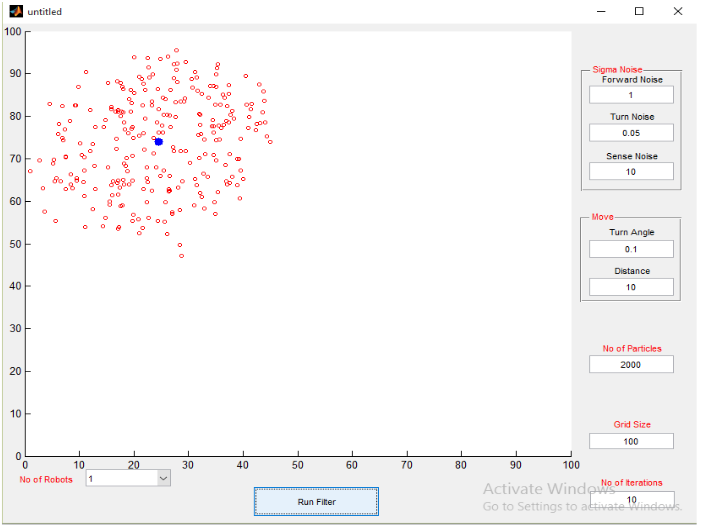 untitled
100
90
80
70
60
50
40
30
20
10
0
0 10 20 30 40 50 60 70 80 90 100
Sigma Noise
Forward Noise
1
Turn Noise
0.05
Sense Noise
10
Move
Turn Angle
0.1
Distance
10
No of Particles
2000
Grid Size
100
No of Iterations
10
No of Robots 1
Run Filter
Activate Windows
Go to Settings to activate Windows.